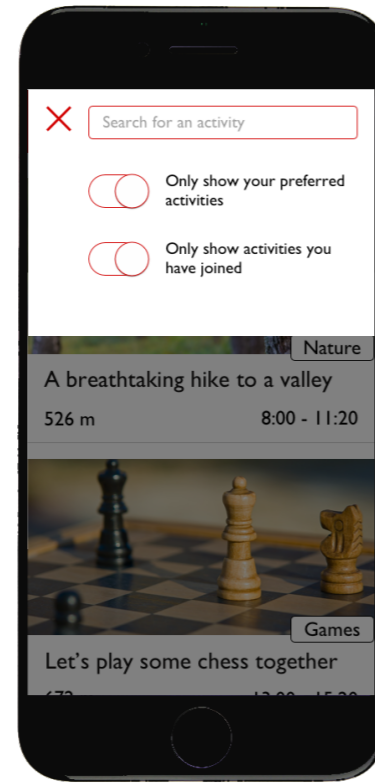 Search for an activity
Only show your preferred
activities
Only show activities you
have joined
Nature
A breathtaking hike to a valley
526 m
8:00 - 11:20
Games
Let's play some chess together